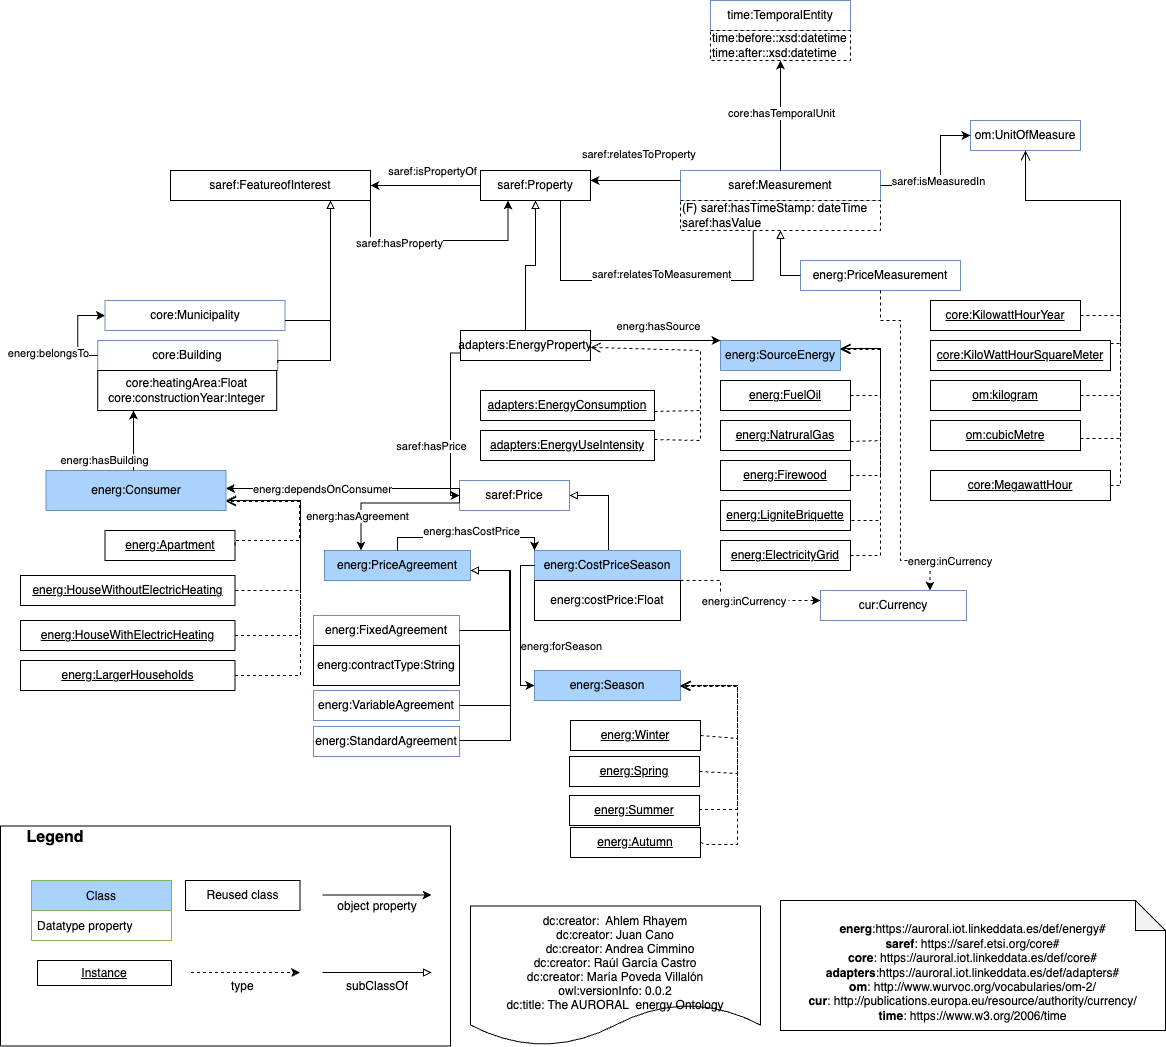 time:TemporalEntity
time:before::xsd:datetime
time:after::xsd:datetime
core:hasTemporalUnit
om:UnitOfMeasure
saref:relatesToProperty
saref:isPropertyOf
saref:FeatureofInterest
saref:Property
saref:Measurement
saref:isMeasuredIn
(F) saref:hasTimeStamp: dateTime
saref:hasValue
saref:hasProperty
saref:relatesToMeasurement
energ:PriceMeasurement
core:Municipality
core:KilowattHourYear
energ:hasSource
energ:belongsTo
core:Building
adapters:EnergyProperty
energ:SourceEnergy
core:KiloWattHourSquareMeter
core:heatingArea:Float
core:constructionYear:Integer
energ:FuelOil
om:kilogram
adapters:EnergyConsumption
energ:NatruralGas
om:cubicMetre
saref:hasPrice
adapters:EnergyUseIntensity
energ:hasBuilding
energ:Firewood
core:MegawattHour
energ:Consumer
energ:dependsOnConsumer
saref:Price
energ:hasAgreement
energ:LigniteBriquette
energ:hasCostPrice
energ:Apartment
energ:ElectricityGrid
energ:PriceAgreement
energ:CostPriceSeason
energ:inCurrency
energ:HouseWithoutElectricHeating
energ:costPrice:Float
energ:inCurrency
cur:Currency
energ:HouseWithElectricHeating
energ:FixedAgreement
energ:forSeason
energ:contractType:String
energ:LargerHouseholds
energ:Season
energ:VariableAgreement
energ:StandardAgreement
energ:Winter
energ:Spring
energ:Summer
energ:Autumn
Legend
Class
Reused class
object property
Datatype property
Instance
type
subClassOf
dc:creator: Ahlem Rhayem
dc:creator: Juan Cano
dc:creator: Andrea Cimmino
dc:creator: Raúl García Castro
dc:creator: María Poveda Villalón
owl:versionInfo: 0.0.2
dc:title: The AURORAL energy Ontology
energ:https://auroral.iot.linkeddata.es/def/energy#
saref: https://saref.etsi.org/core#
core: https://auroral.iot.linkeddata.es/def/core#
adapters:https://auroral.iot.linkeddata.es/def/adapters#
om: http://www.wurvoc.org/vocabularies/om-2/
cur: http://publications.europa.eu/resource/authority/currency/
time: https://www.w3.org/2006/time